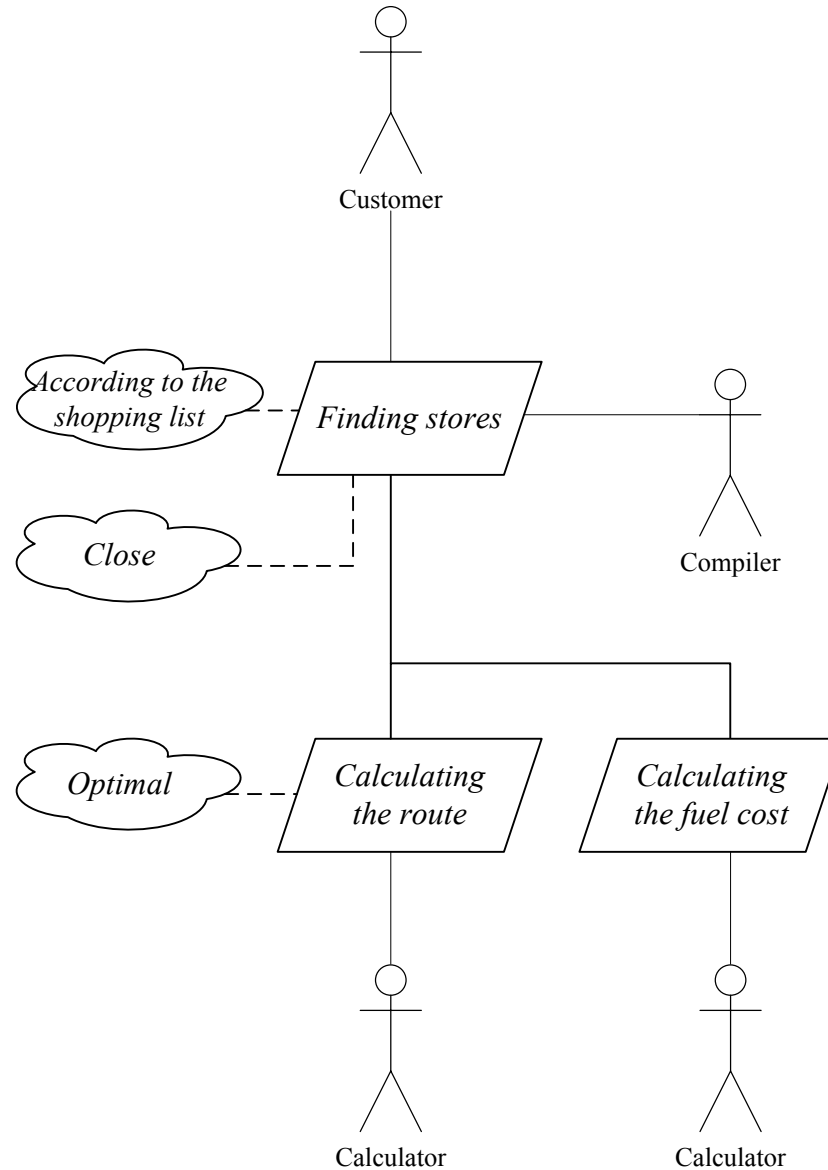 Customer
According to the
shopping list
Finding stores
Close
Compiler
Optimal
Calculating
the route
Calculating
the fuel cost
Calculator
Calculator